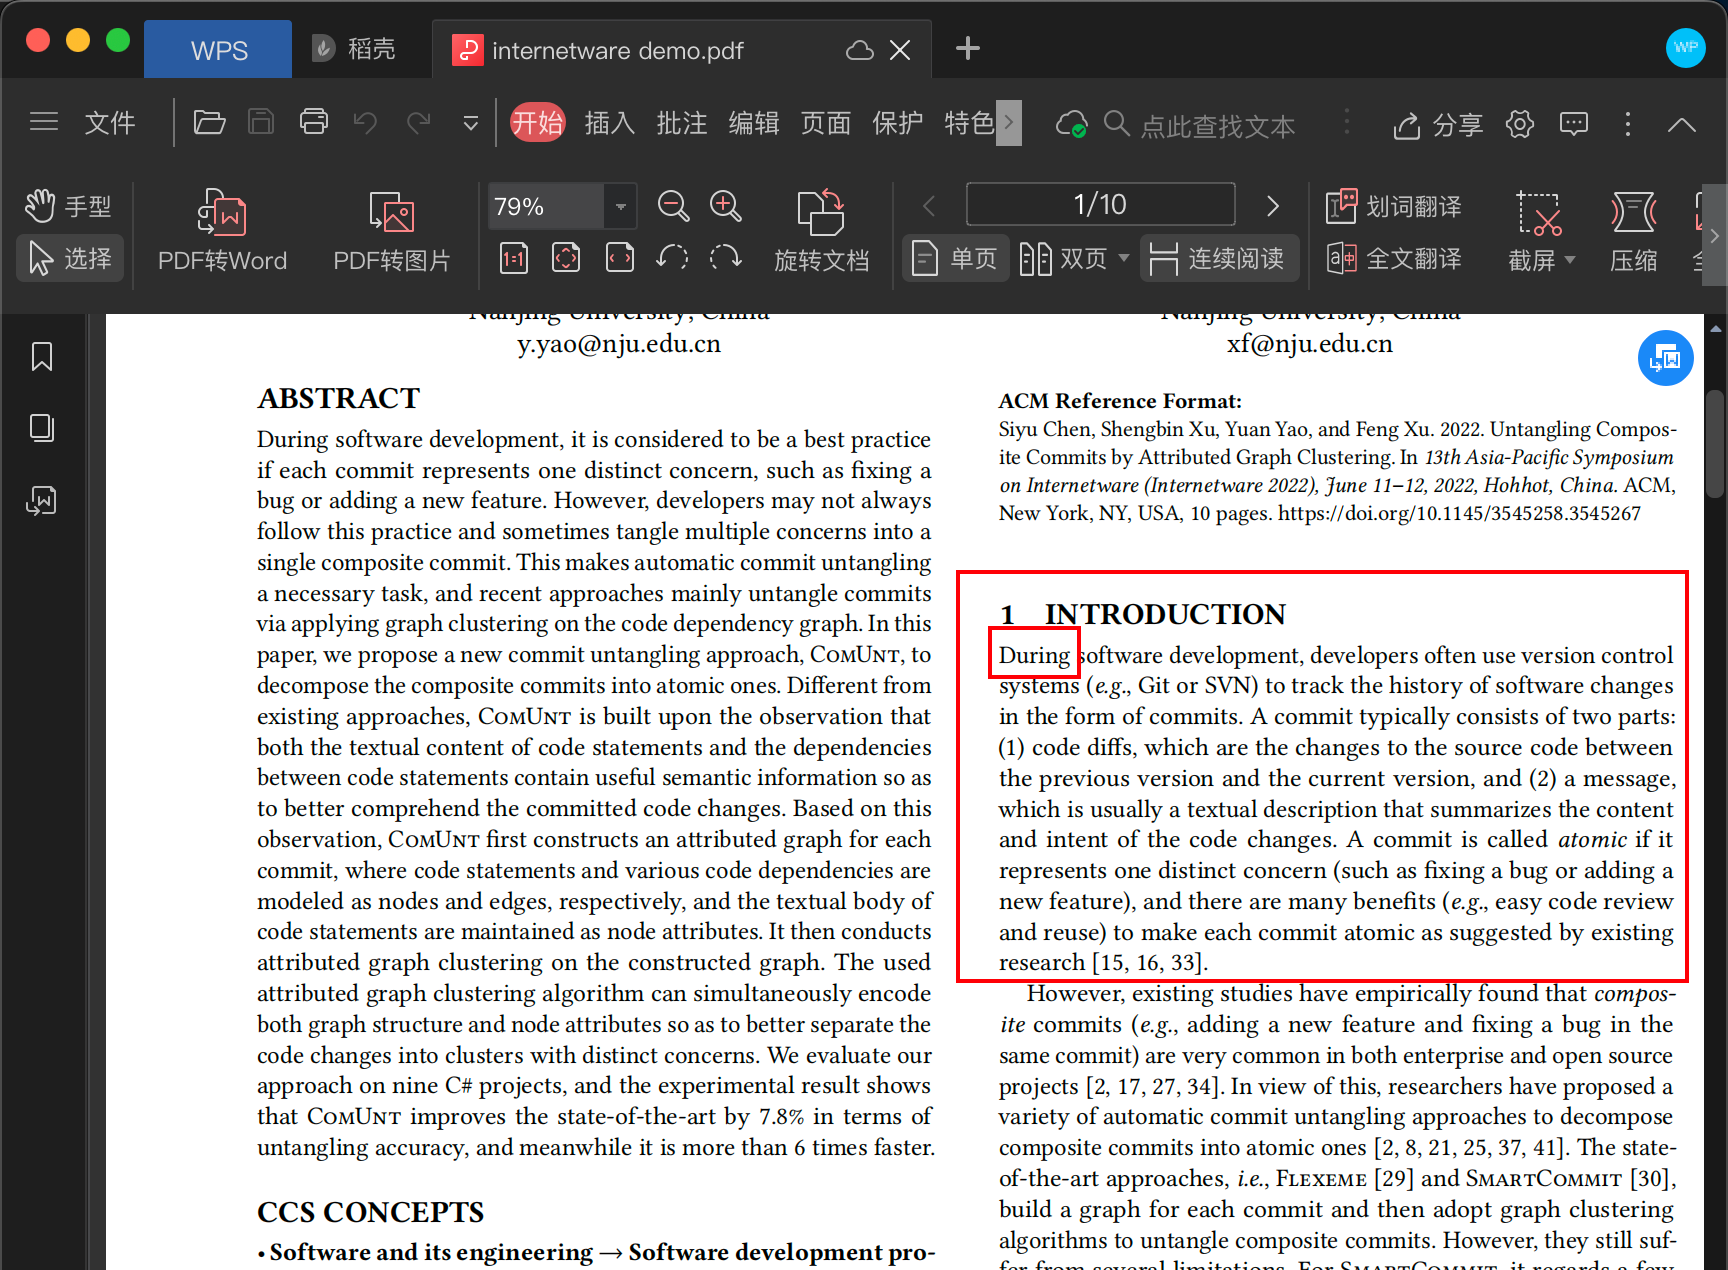 WPS
稻壳
internetware demo.pdf
WP
文件
开始 插入 批注 编辑 页面 保护 特色
点此查找文本
分享
手型
选择
PDF转Word
PDF转图片
79%
1:1
旋转文档
1/10
单页
双页
连续阅读
划词翻译
全文翻译
截屏
压缩
Nanjing University, China
y.yao@nju.edu.cn
Nanjing University, China
xf@nju.edu.cn
ABSTRACT
During software development, it is considered to be a best practice
if each commit represents one distinct concern, such as fixing a
bug or adding a new feature. However, developers may not always
follow this practice and sometimes tangle multiple concerns into a
single composite commit. This makes automatic commit untangling
a necessary task, and recent approaches mainly untangle commits
via applying graph clustering on the code dependency graph. In this
paper, we propose a new commit untangling approach, ComUnt, to
decompose the composite commits into atomic ones. Different from
existing approaches, ComUnt is built upon the observation that
both the textual content of code statements and the dependencies
between code statements contain useful semantic information so as
to better comprehend the committed code changes. Based on this
observation, ComUnt first constructs an attributed graph for each
commit, where code statements and various code dependencies are
modeled as nodes and edges, respectively, and the textual body of
code statements are maintained as node attributes. It then conducts
attributed graph clustering on the constructed graph. The used
attributed graph clustering algorithm can simultaneously encode
both graph structure and node attributes so as to better separate the
code changes into clusters with distinct concerns. We evaluate our
approach on nine C# projects, and the experimental result shows
that ComUnt improves the state-of-the-art by 7.8% in terms of
untangling accuracy, and meanwhile it is more than 6 times faster.
CCS CONCEPTS
• Software and its engineering → Software development pro-
ACM Reference Format:
Siyu Chen, Shengbin Xu, Yuan Yao, and Feng Xu. 2022. Untangling Compos-
ite Commits by Attributed Graph Clustering. In 13th Asia-Pacific Symposium
on Internetware (Internetware 2022), June 11–12, 2022, Hohhot, China. ACM,
New York, NY, USA, 10 pages. https://doi.org/10.1145/3545258.3545267
1 INTRODUCTION
During software development, developers often use version control
systems (e.g., Git or SVN) to track the history of software changes
in the form of commits. A commit typically consists of two parts:
(1) code diffs, which are the changes to the source code between
the previous version and the current version, and (2) a message,
which is usually a textual description that summarizes the content
and intent of the code changes. A commit is called atomic if it
represents one distinct concern (such as fixing a bug or adding a
new feature), and there are many benefits (e.g., easy code review
and reuse) to make each commit atomic as suggested by existing
research [15, 16, 33].
However, existing studies have empirically found that compos-
ite commits (e.g., adding a new feature and fixing a bug in the
same commit) are very common in both enterprise and open source
projects [2, 17, 27, 34]. In view of this, researchers have proposed a
variety of automatic commit untangling approaches to decompose
composite commits into atomic ones [2, 8, 21, 25, 37, 41]. The state-
of-the-art approaches, i.e., Flexeme [29] and SmartCommit [30],
build a graph for each commit and then adopt graph clustering
algorithms to untangle composite commits. However, they still suf-
fer from several limitations. For SmartCommit, it regards a few